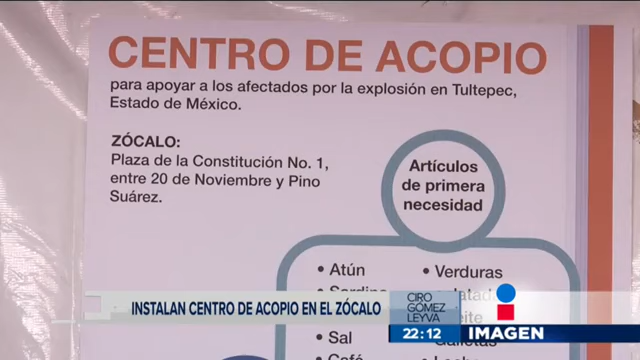 CENTRO DE ACOPIO
para apoyar a los afectados por la explosión en Tultepec,
Estado de México.
ZÓCALO:
Plaza de la Constitución No. 1,
entre 20 de Noviembre y Pino
Suárez.
Artículos
de primera
necesidad
• Atún
• Verduras
• Sal
• Café
INSTALAN CENTRO DE ACOPIO EN EL ZÓCALO
CIRO
GÓMEZ
LEYVA
22:12
IMAGEN